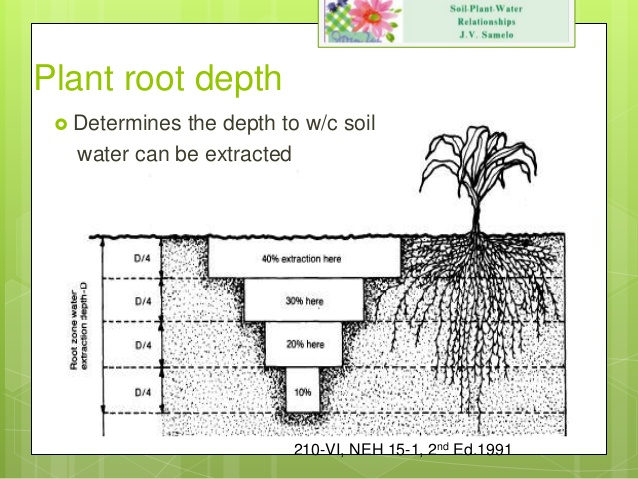 Soil-Plant-Water
Relationships
J.V. Samelo
Plant root depth
Determines the depth to w/c soil
water can be extracted
Root zone water
extraction depth-D
D/4
40% extraction here
D/4
30% here
D/4
20% here
D/4
10%
210-VI, NEH 15-1, 2nd Ed.1991